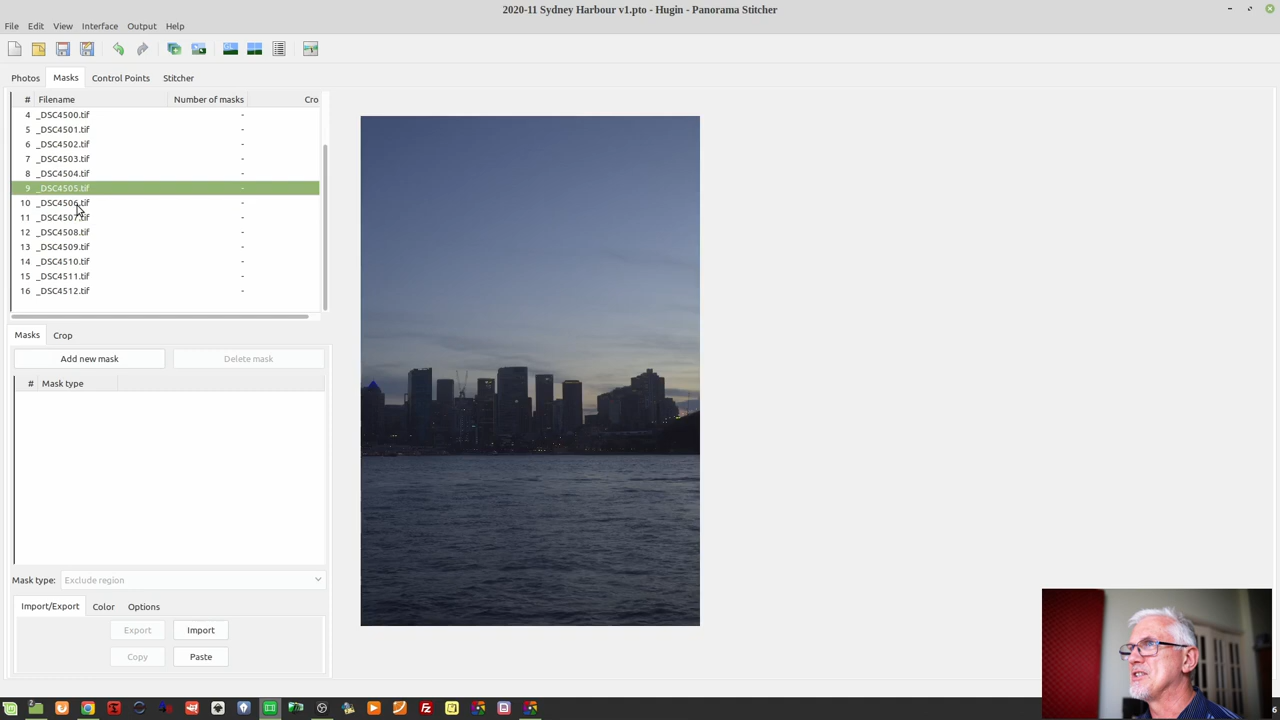 2020-11 Sydney Harbour v1.pto - Hugin - Panorama Stitcher
File Edit View Interface Output Help
Photos Masks Control Points Stitcher
# Filename Number of masks Cro
4 _DSC4500.tif -
5 _DSC4501.tif -
6 _DSC4502.tif -
7 _DSC4503.tif -
8 _DSC4504.tif -
9 _DSC4505.tif -
10 _DSC4506.tif -
11 _DSC4507.tif -
12 _DSC4508.tif -
13 _DSC4509.tif -
14 _DSC4510.tif -
15 _DSC4511.tif -
16 _DSC4512.tif -
Masks Crop
Add new mask Delete mask
# Mask type
Mask type: Exclude region
Import/Export Color Options
Export Import
Copy Paste